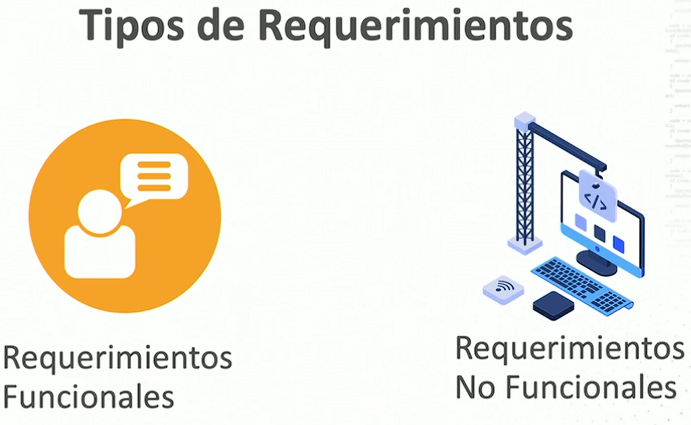 Tipos de Requerimientos
Requerimientos
Funcionales
Requerimientos
No Funcionales